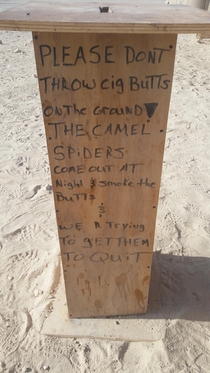 PLEASE DONT
THROW cig BUTTS
ON the GROUND
THE CAMEL
SPiDERS
COME OUT AT
Night & smoke the
Butts
&
WE R TRYING
TO GET THEM
TO QUIT